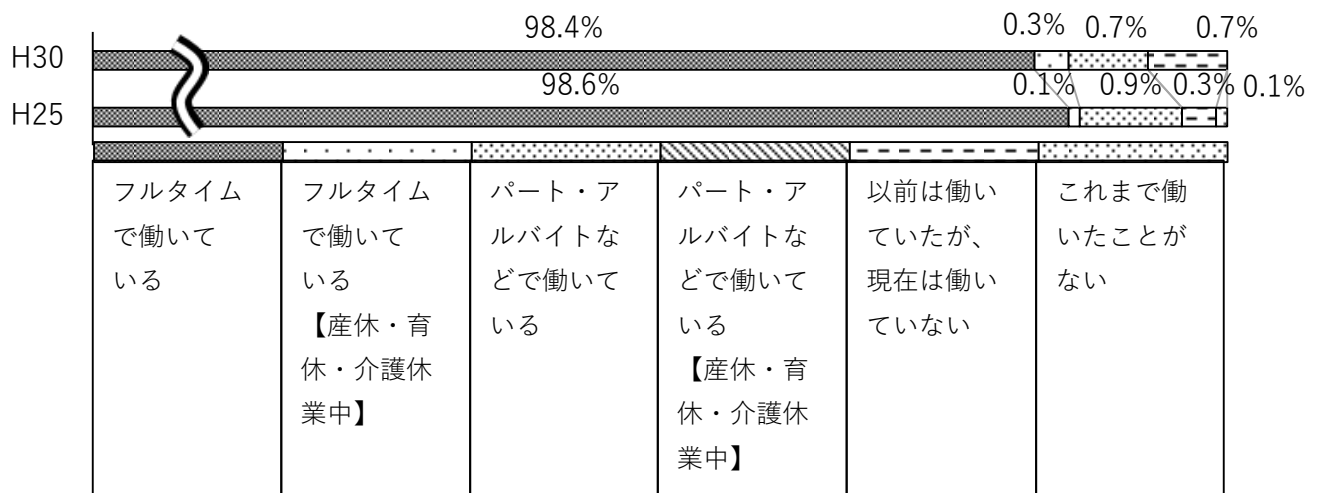 98.4% 0.3% 0.7% 0.7%
H30
98.6% 0.1% 0.9% 0.3% 0.1%
H25
フルタイム
で働いて
いる
フルタイム
で働いて
いる
【産休・育
休・介護休
業中】
パート・ア
ルバイトな
どで働いて
いる
パート・ア
ルバイトな
どで働いて
いる
【産休・育
休・介護休
業中】
以前は働い
ていたが、
現在は働い
ていない
これまで働
いたことが
ない